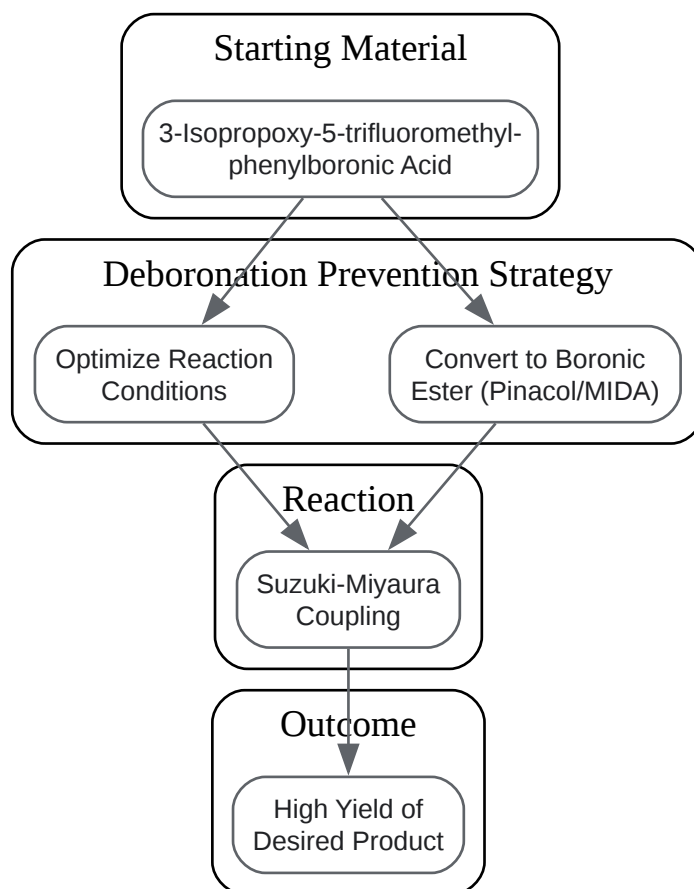 Starting Material
3-Isopropoxy-5-trifluoromethyl-
phenylboronic Acid
Deboronation Prevention Strategy
Optimize Reaction
Conditions
Convert to Boronic
Ester (Pinacol/MIDA)
Reaction
Suzuki-Miyaura
Coupling
Outcome
High Yield of
Desired Product